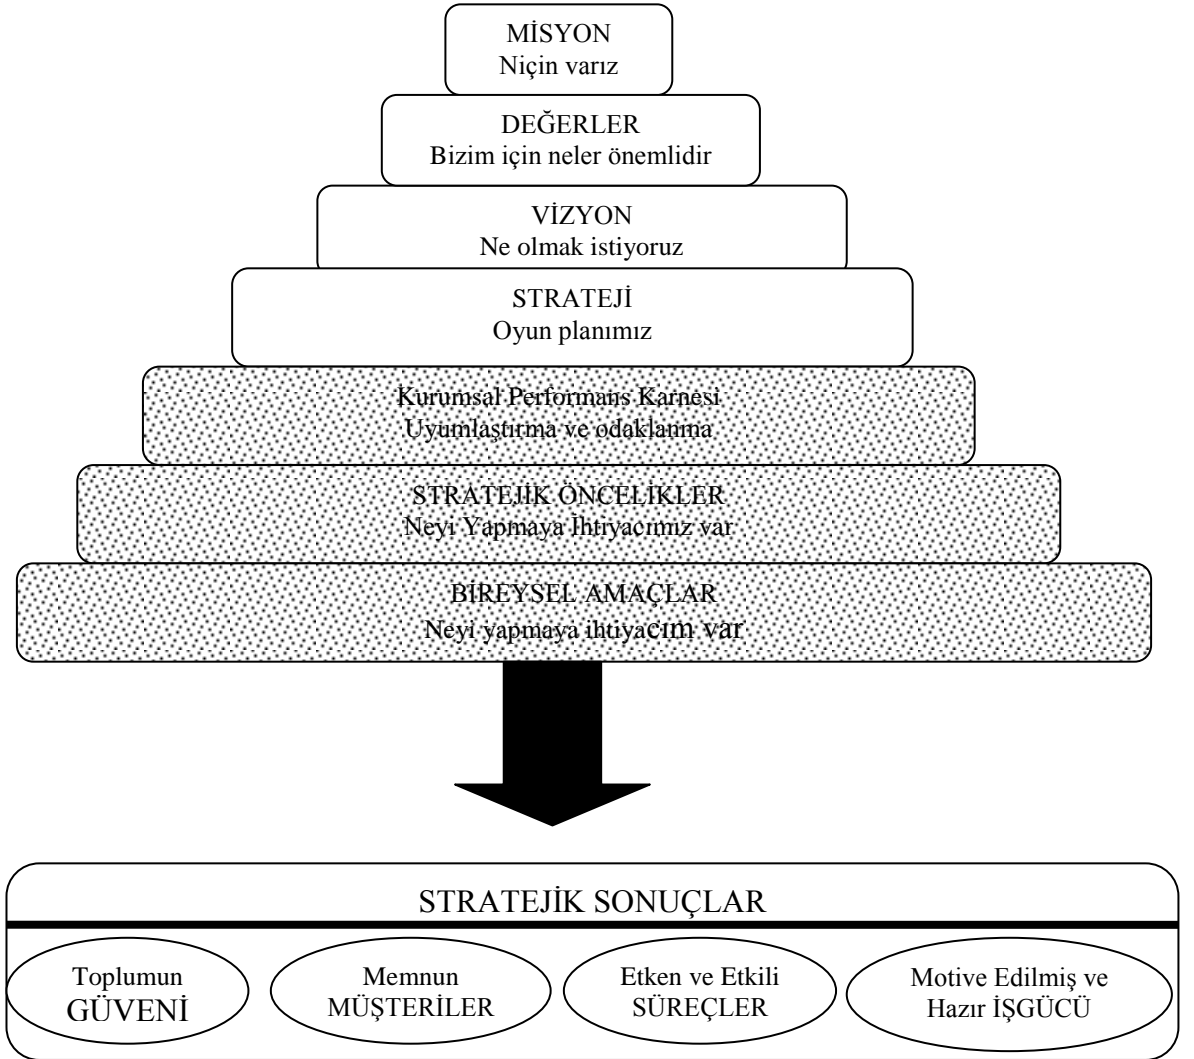 MİSYON
Niçin varız
DEĞERLER
Bizim için neler önemlidir
VİZYON
Ne olmak istiyoruz
STRATEJİ
Oyun planımız
Kurumsal Performans Karnesi
Uyumlaştırma ve odaklanma
STRATEJİK ÖNCELİKLER
Neyi Yapmaya İhtiyacımız var
BİREYSEL AMAÇLAR
Neyi yapmaya ihtiyacım var
STRATEJİK SONUÇLAR
Toplumun
GÜVENİ
Memnun
MÜŞTERİLER
Etken ve Etkili
SÜREÇLER
Motive Edilmiş ve
Hazır İŞGÜCÜ